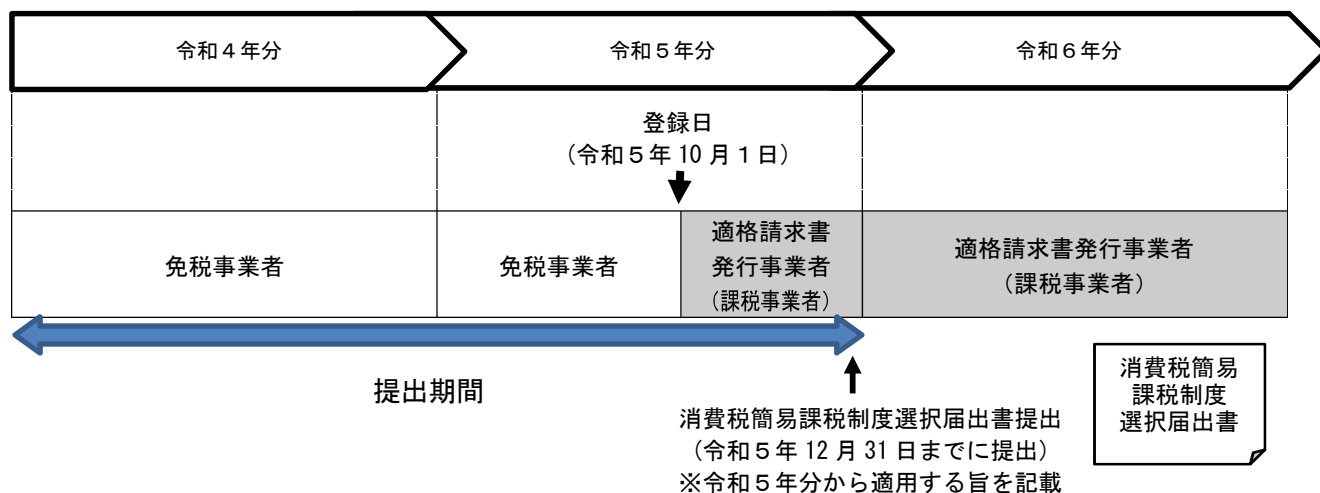 令和４年分
令和５年分
令和６年分
登録日
（令和５年 10 月１日）
免税事業者
免税事業者
適格請求書
発行事業者
（課税事業者）
適格請求書発行事業者
（課税事業者）
提出期間
消費税簡易課税制度選択届出書提出
（令和５年 12 月 31 日までに提出）
※令和５年分から適用する旨を記載
消費税簡易
課税制度
選択届出書